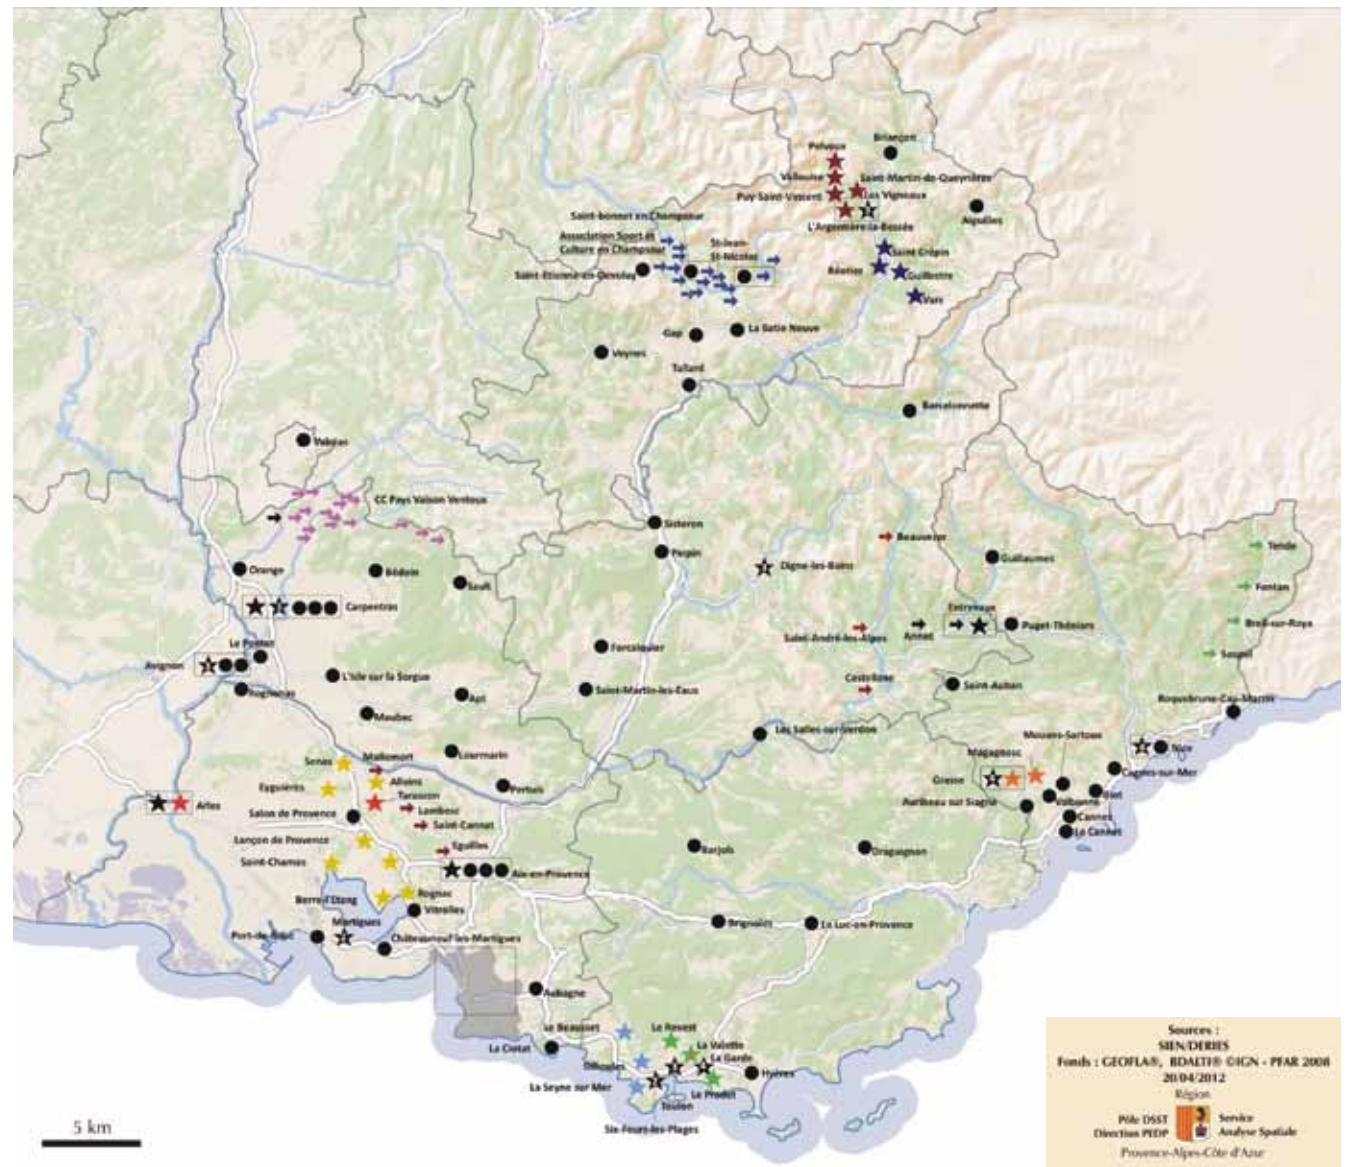 Briançon
Pelvoux
Vallouise
Saint-Martin-de-Queyrières
Puy-Saint-Vincent
Les Vigneaux
L'Argentière-la-Bessée
Aiguilles
Saint-bonnet en Champsaur
Association Sport et
Culture en Champsaur
St-Jean-
St-Nicolas
Saint-Etienne-en-Devoluy
Saint Crépin
Réotier
Guillestre
Vars
Gap
La Batie Neuve
Veynes
Tallard
Barcelonnette
Valréas
CC Pays Vaison Ventoux
Sisteron
Peipin
Digne-les-Bains
Beauvezer
Guillaumes
Tende
Fontan
Breil-sur-Roya
Sospel
Orange
Bédoin
Sault
Carpentras
Le Pontet
Avignon
Rognonas
L'Isle sur la Sorgue
Apt
Maubec
Forcalquier
Saint-Martin-les-Eaux
Saint-André-les-Alpes
Annot
Entrevaux
Puget-Théniers
Castellane
Saint-Auban
Roquebrune-Cap-Martin
Les Salles-sur-Verdon
Mouans-Sartoux
Nice
Magagnosc
Grasse
Cagnes-sur-Mer
Biot
Valbonne
Auribeau sur Siagne
Cannes
Le Cannet
Lourmarin
Pertuis
Senas
Mallemort
Eyguières
Alleins
Tarascon
Arles
Lambesc
Salon de Provence
Saint-Cannat
Lançon de Provence
Eguilles
Saint-Chamas
Aix-en-Provence
Berre-l'Etang
Rognac
Vitrolles
Martigues
Port-de-Bouc
Châteauneuf-les-Martigues
Barjols
Draguignan
Brignoles
Le Luc-en-Provence
Aubagne
Le Beausset
Le Revest
La Ciotat
La Valette
La Garde
Ollioules
Hyères
La Seyne sur Mer
Le Pradet
Toulon
Six-Fours-les-Plages
5 km
Sources :
SIEN/DERIES
Fonds : GEOFLA®, BDALTI® ©IGN - PFAR 2008
20/04/2012
Région
Pôle DSST
Direction PEDP
Service
Analyse Spatiale
Provence-Alpes-Côte d'Azur